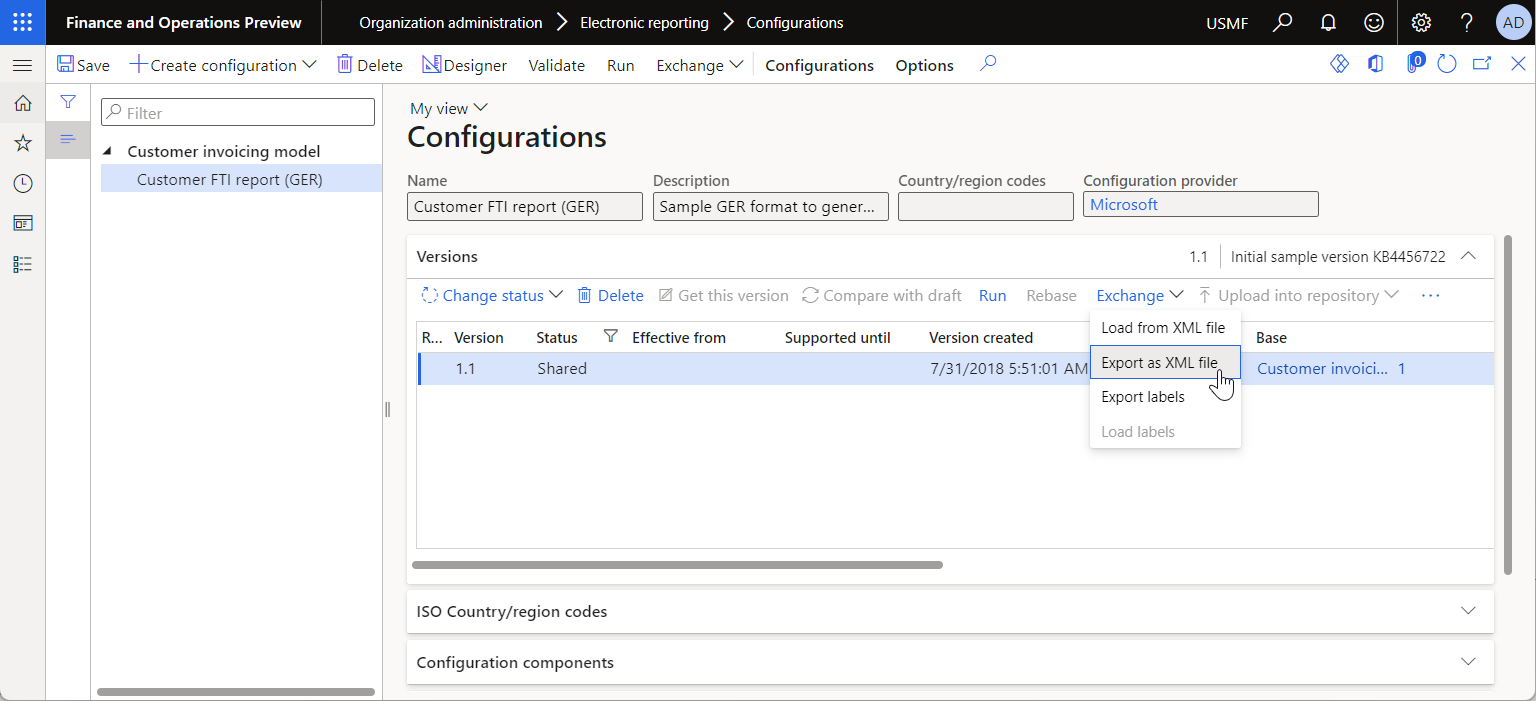 Finance and Operations Preview Organization administration Electronic reporting Configurations USMF AD
Save Create configuration Delete Designer Validate Run Exchange Configurations Options 0
Filter
Customer invoicing model
Customer FTI report (GER)
My view
Configurations
Name Description Country/region codes Configuration provider
Customer FTI report (GER) Sample GER format to gener... Microsoft
Versions 1.1 Initial sample version KB4456722
Change status Delete Get this version Compare with draft Run Rebase Exchange Upload into repository ...
R... Version Status Effective from Supported until Version created Base
1.1 Shared 7/31/2018 5:51:01 AM Customer invoici... 1
Load from XML file
Export as XML file
Export labels
Load labels
ISO Country/region codes
Configuration components